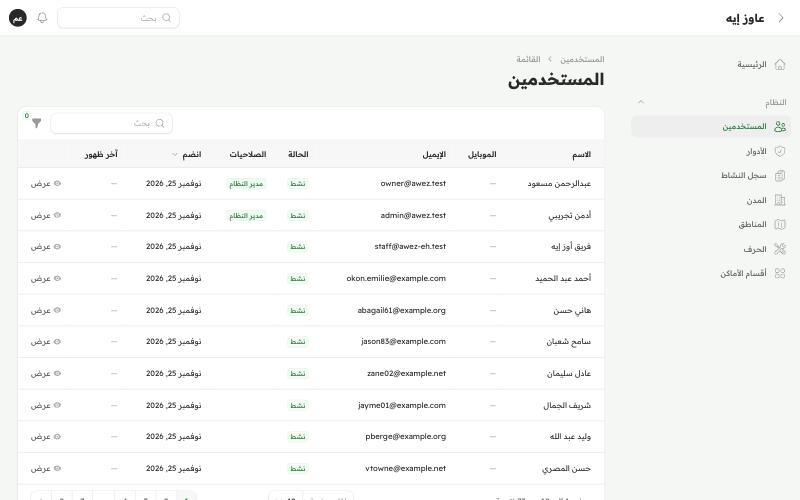 عاوز إيه
بحث
عم
الرئيسية
النظام
المستخدمين
الأدوار
سجل النشاط
المدن
المناطق
الحرف
أقسام الأماكن
المستخدمين
القائمة
المستخدمين
بحث
0
الاسم الموبايل الإيميل الحالة الصلاحيات انضم آخر ظهور
عبدالرحمن مسعود — owner@awez.test نشط مدير النظام نوفمبر 25, 2026 — عرض
أدمن تجريبي — admin@awez.test نشط مدير النظام نوفمبر 25, 2026 — عرض
فريق أوز إيه — staff@awez-eh.test نشط نوفمبر 25, 2026 — عرض
أحمد عبد الحميد — okon.emilie@example.com نشط نوفمبر 25, 2026 — عرض
هاني حسن — abagail61@example.org نشط نوفمبر 25, 2026 — عرض
سامح شعبان — jason83@example.com نشط نوفمبر 25, 2026 — عرض
عادل سليمان — zane02@example.net نشط نوفمبر 25, 2026 — عرض
شريف الجمال — jayme01@example.com نشط نوفمبر 25, 2026 — عرض
وليد عبد الله — pberge@example.org نشط نوفمبر 25, 2026 — عرض
حسن المصري — vtowne@example.net نشط نوفمبر 25, 2026 — عرض